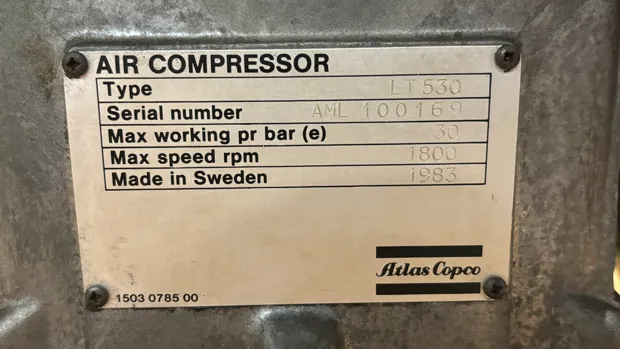 AIR COMPRESSOR
Type LT530
Serial number AML 100169
Max working pr bar (e) 30
Max speed rpm 1800
Made in Sweden 1983
Atlas Copco
1503 0785 00